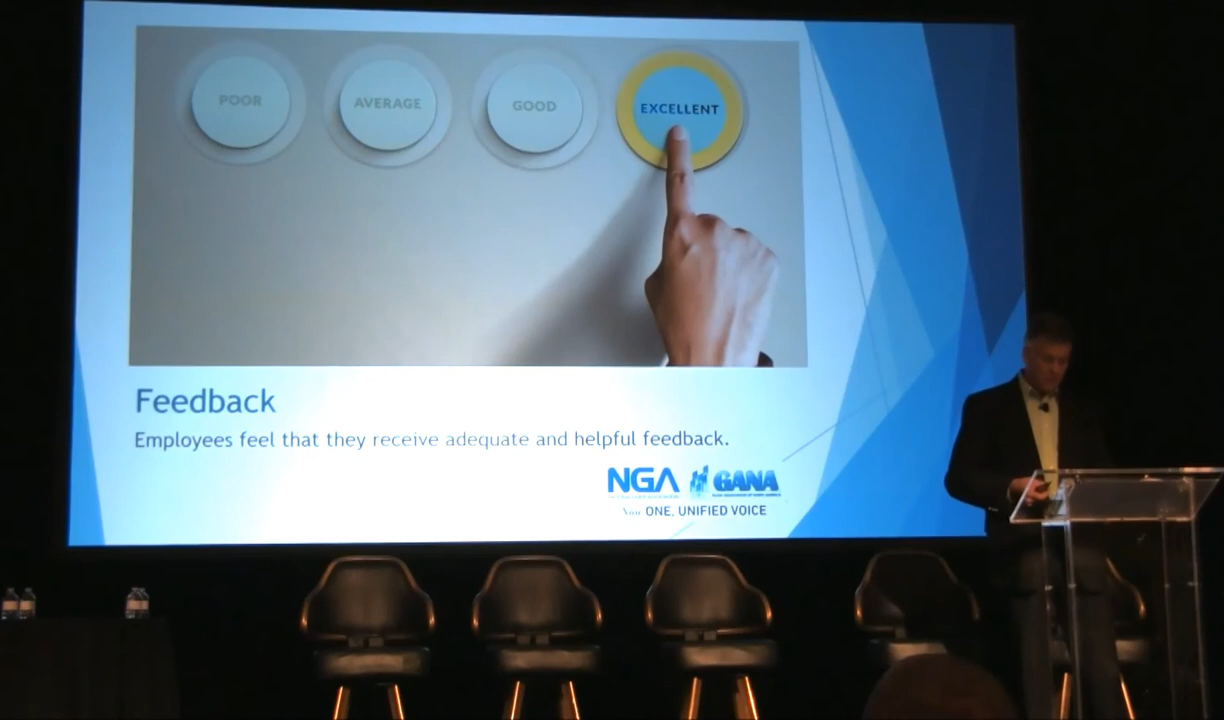 POOR
AVERAGE
GOOD
EXCELLENT
Feedback
Employees feel that they receive adequate and helpful feedback.
NGA GANA
Now ONE, UNIFIED VOICE